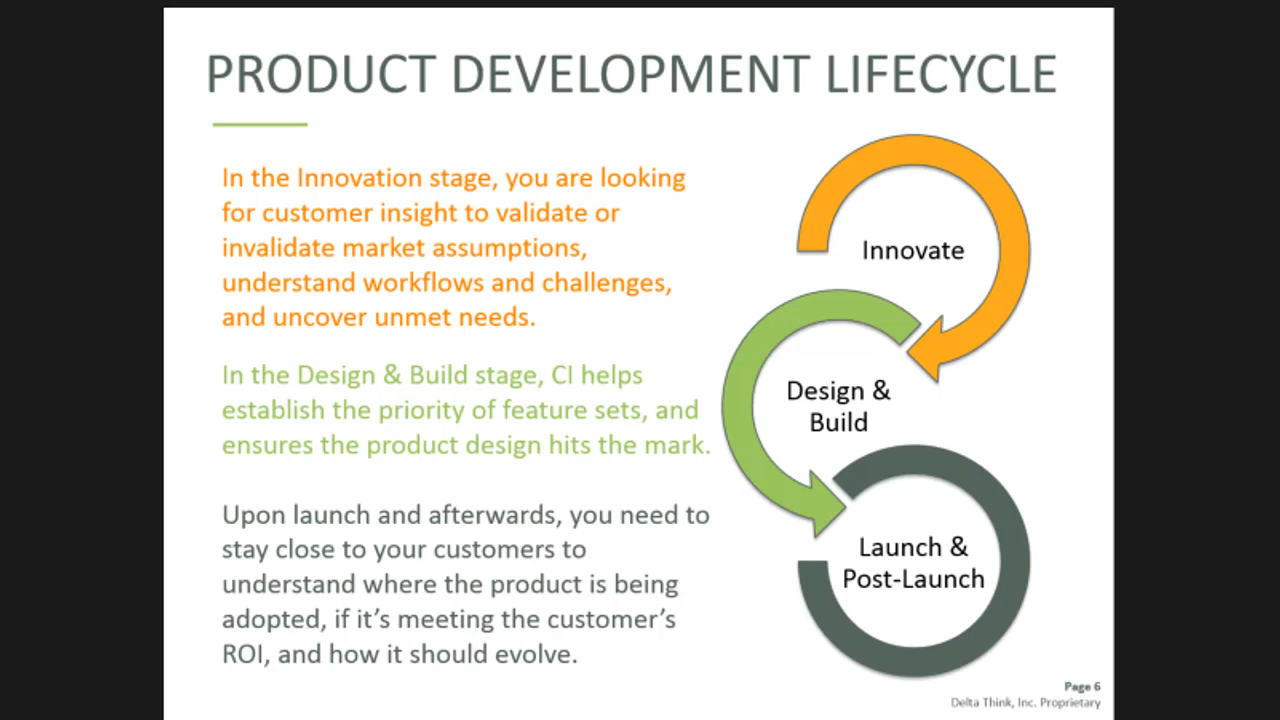 PRODUCT DEVELOPMENT LIFECYCLE
In the Innovation stage, you are looking
for customer insight to validate or
invalidate market assumptions,
understand workflows and challenges,
and uncover unmet needs.
In the Design & Build stage, CI helps
establish the priority of feature sets, and
ensures the product design hits the mark.
Upon launch and afterwards, you need to
stay close to your customers to
understand where the product is being
adopted, if it’s meeting the customer’s
ROI, and how it should evolve.
Innovate
Design &
Build
Launch &
Post-Launch
Page 6
Delta Think, Inc. Proprietary